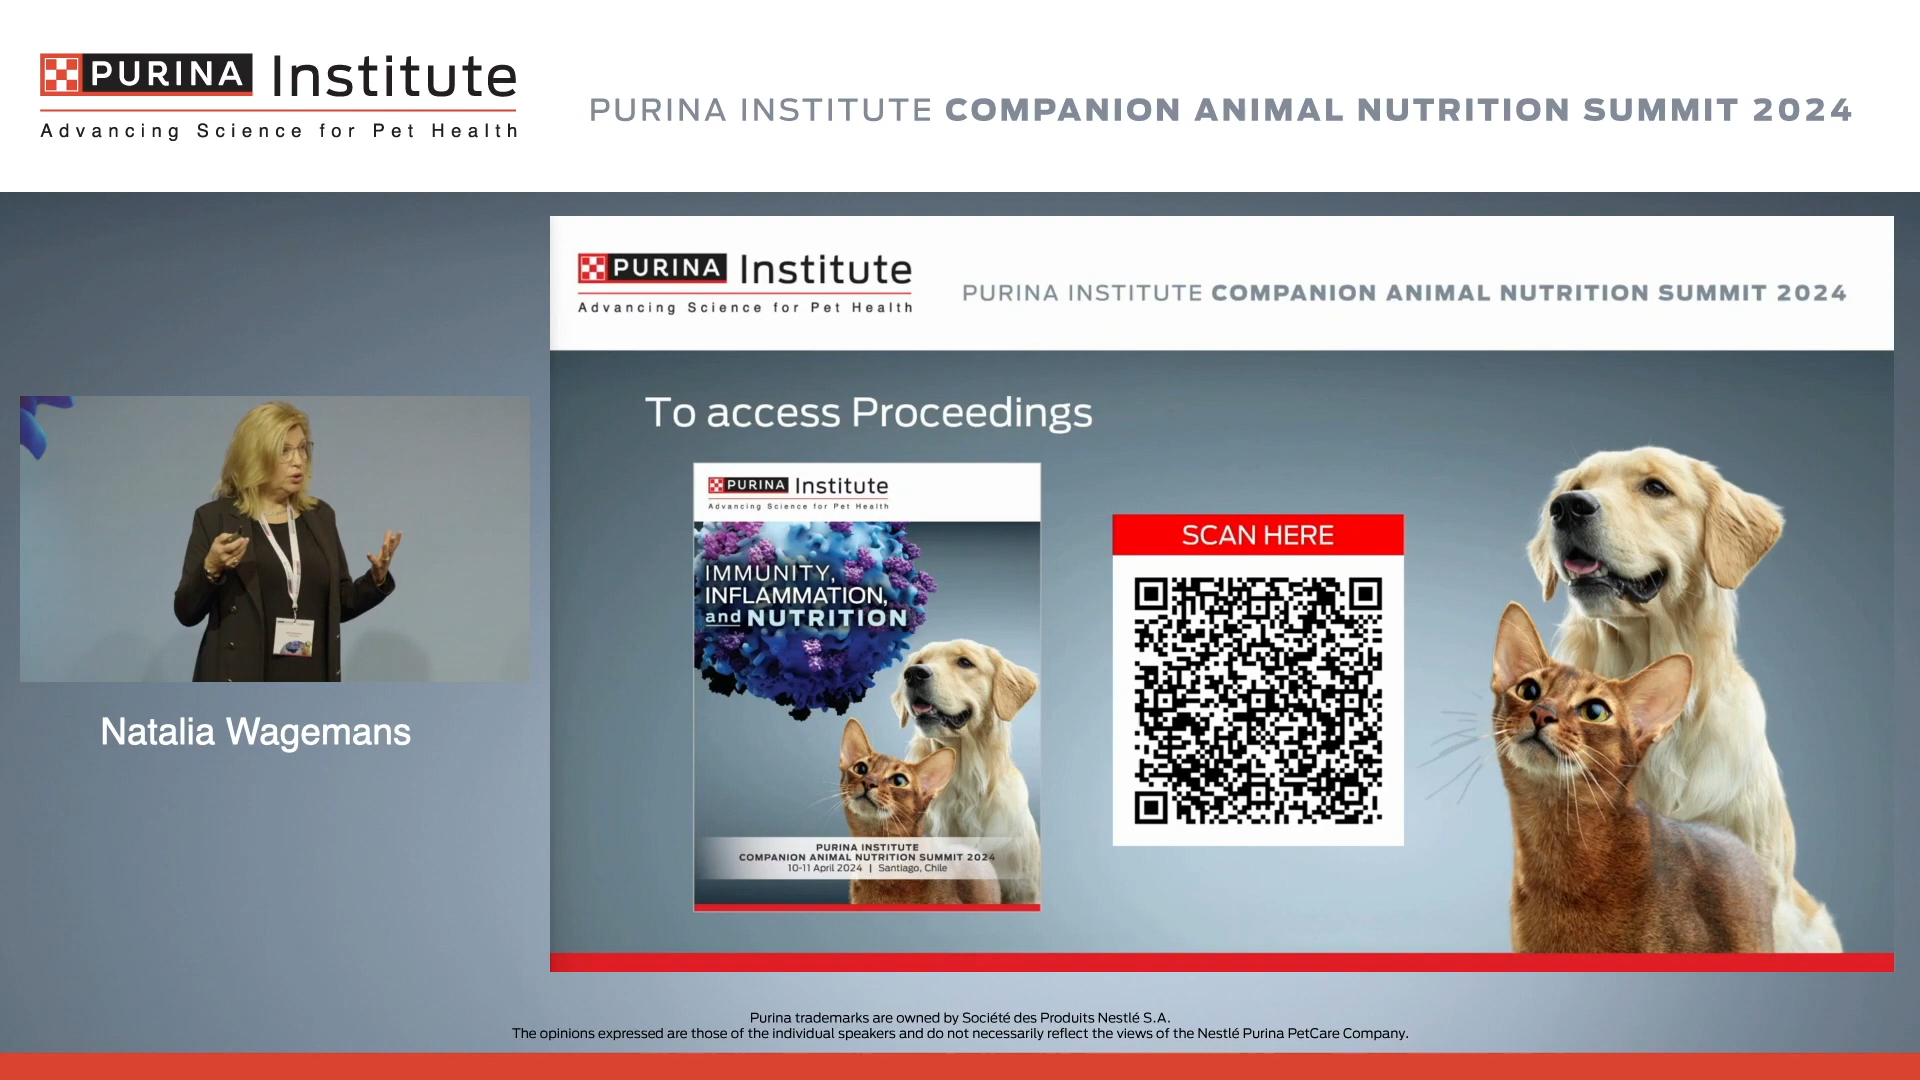 PURINA Institute
Advancing Science for Pet Health
PURINA INSTITUTE COMPANION ANIMAL NUTRITION SUMMIT 2024
PURINA Institute
Advancing Science for Pet Health
PURINA INSTITUTE COMPANION ANIMAL NUTRITION SUMMIT 2024
To access Proceedings
PURINA Institute
Advancing Science for Pet Health
IMMUNITY,
INFLAMMATION,
and NUTRITION
PURINA INSTITUTE
COMPANION ANIMAL NUTRITION SUMMIT 2024
10-11 April 2024 | Santiago, Chile
SCAN HERE
Natalia Wagemans
Purina trademarks are owned by Société des Produits Nestlé S.A.
The opinions expressed are those of the individual speakers and do not necessarily reflect the views of the Nestlé Purina PetCare Company.